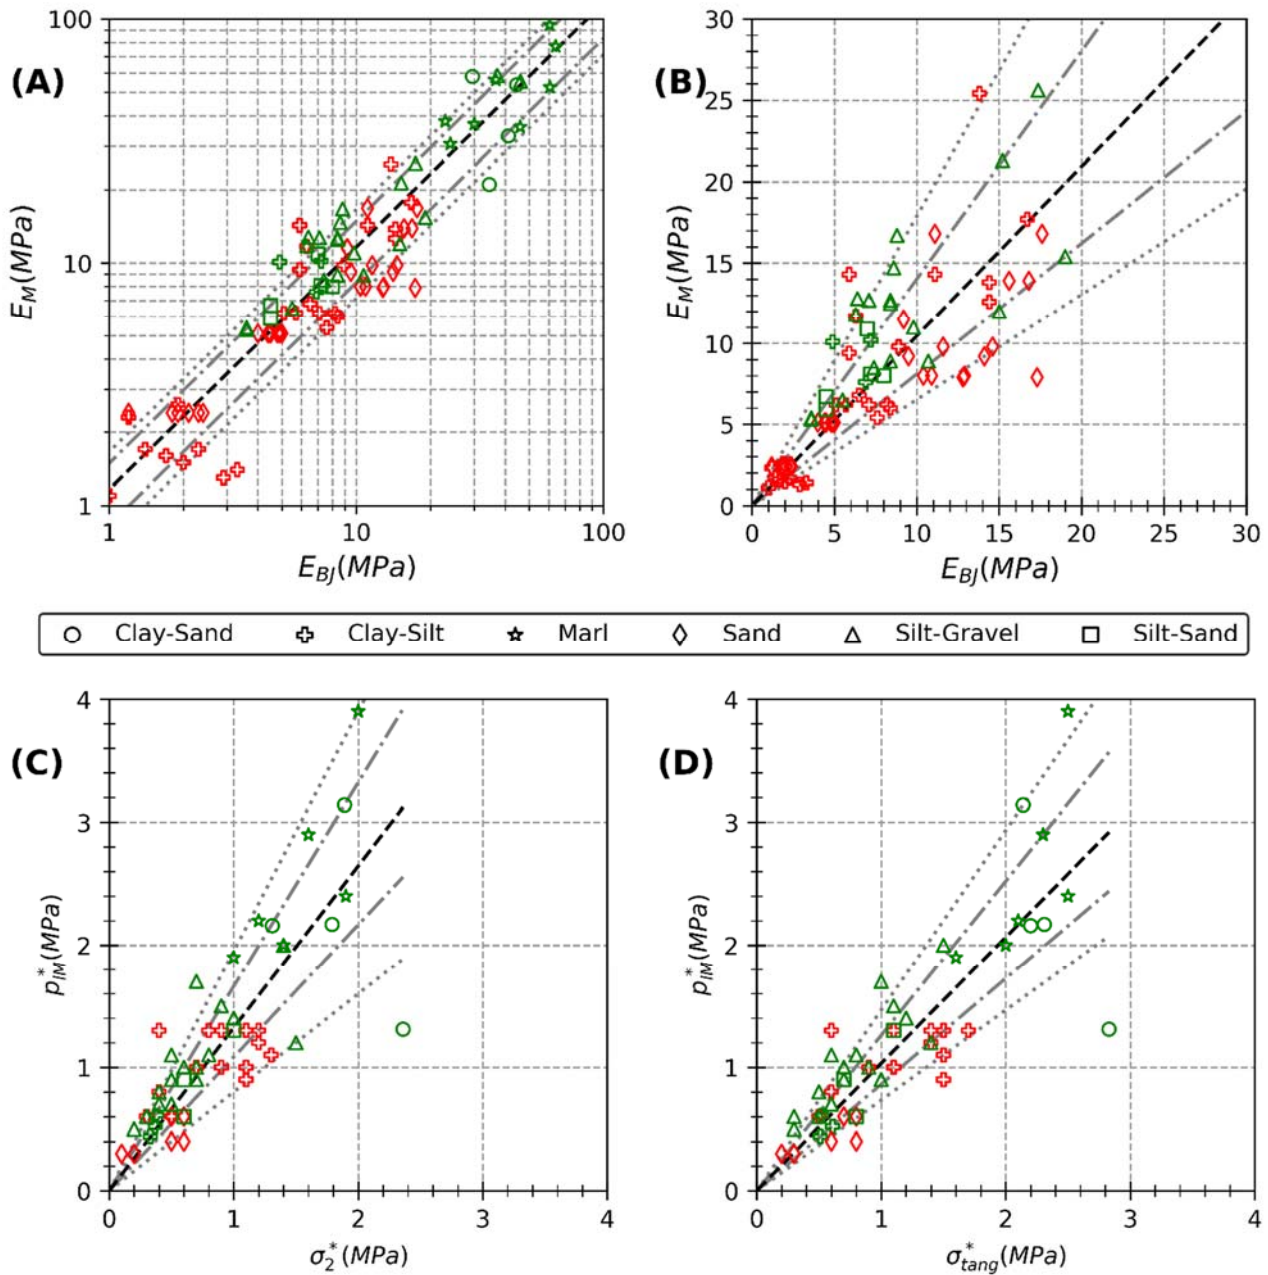 (A)
100
10
1
E_M(MPa)
1 10 100
E_BJ(MPa)
(B)
30
25
20
15
10
5
0
E_M(MPa)
0 5 10 15 20 25 30
E_BJ(MPa)
Clay-Sand Clay-Silt Marl Sand Silt-Gravel Silt-Sand
(C)
4
3
2
1
0
p*_lM(MPa)
0 1 2 3 4
σ*_2(MPa)
(D)
4
3
2
1
0
p*_lM(MPa)
0 1 2 3 4
σ*_tang(MPa)